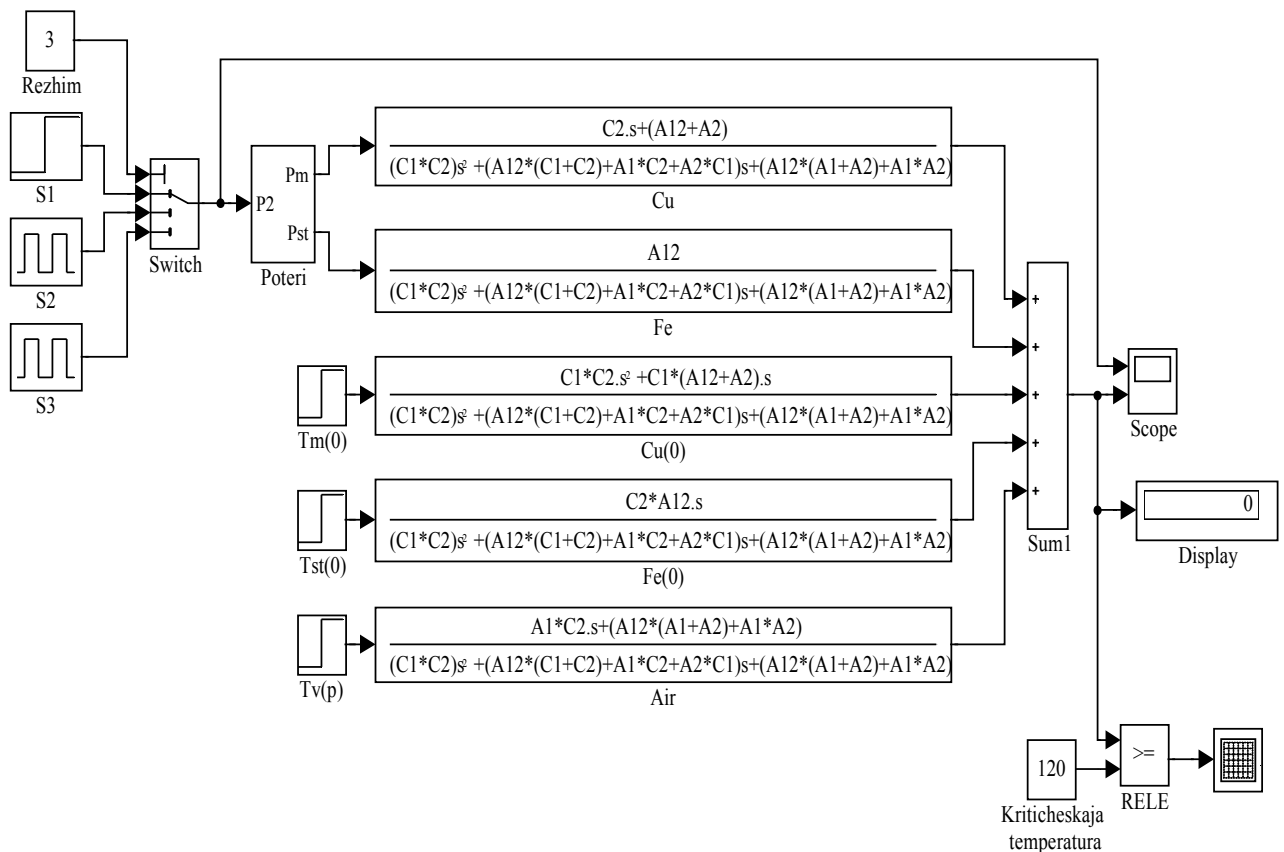 3
Rezhim
S1
S2
S3
Switch
P2
Pm
Pst
Poteri
C2.s+(A12+A2)
(C1*C2)s² +(A12*(C1+C2)+A1*C2+A2*C1)s+(A12*(A1+A2)+A1*A2)
Cu
A12
(C1*C2)s² +(A12*(C1+C2)+A1*C2+A2*C1)s+(A12*(A1+A2)+A1*A2)
Fe
Tm(0)
C1*C2.s² +C1*(A12+A2).s
(C1*C2)s² +(A12*(C1+C2)+A1*C2+A2*C1)s+(A12*(A1+A2)+A1*A2)
Cu(0)
Tst(0)
C2*A12.s
(C1*C2)s² +(A12*(C1+C2)+A1*C2+A2*C1)s+(A12*(A1+A2)+A1*A2)
Fe(0)
Tv(p)
A1*C2.s+(A12*(A1+A2)+A1*A2)
(C1*C2)s² +(A12*(C1+C2)+A1*C2+A2*C1)s+(A12*(A1+A2)+A1*A2)
Air
+
+
+
+
+
Sum1
Scope
0
Display
120
Kriticheskaja
temperatura
>=
RELE